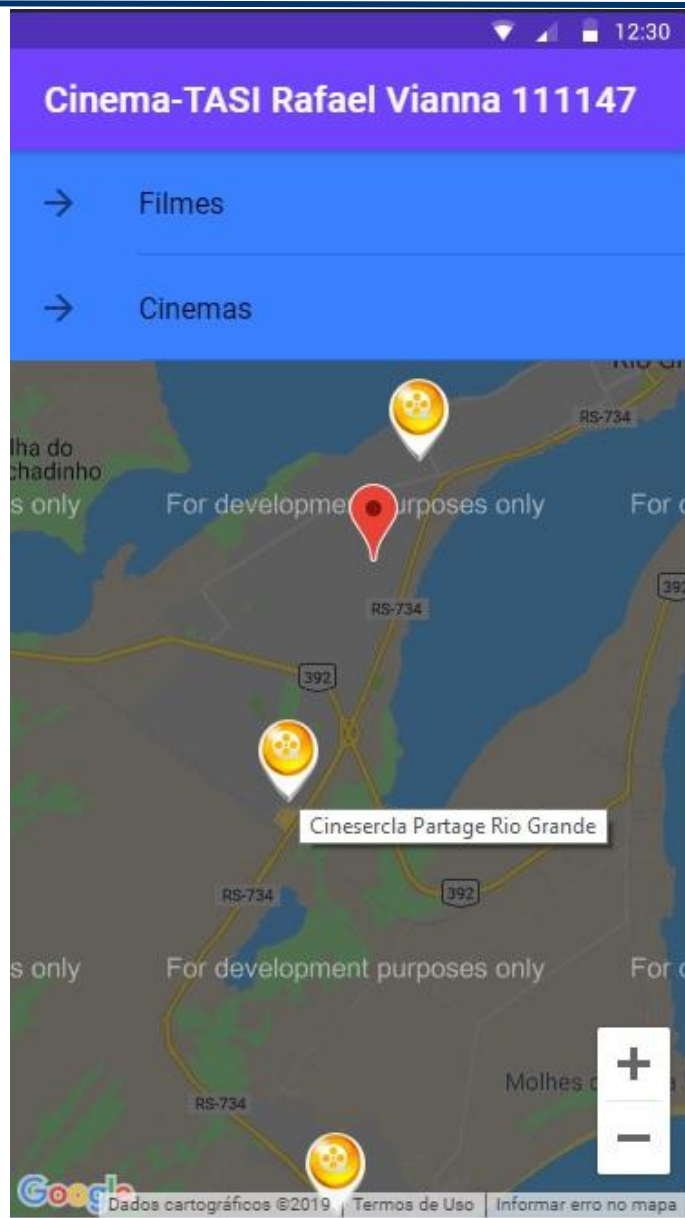 12:30
Cinema-TASI Rafael Vianna 111147
Filmes
Cinemas
RS-734
lha do
chadinho
s only
For development purposes only
For
RS-734
392
392
Cinesercla Partage Rio Grande
RS-734
392
s only
For development purposes only
For
Molhes
RS-734
Google
Dados cartográficos ©2019
Termos de Uso
Informar erro no mapa